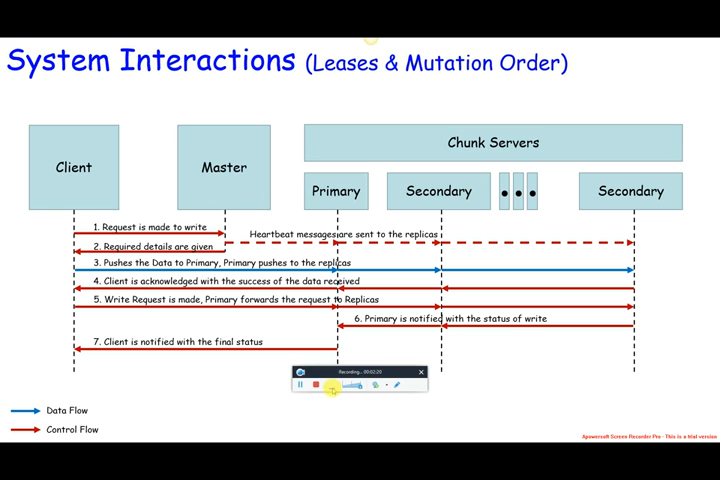 System Interactions (Leases & Mutation Order)
Client
Master
Chunk Servers
Primary
Secondary
Secondary
1. Request is made to write
Heartbeat messages are sent to the replicas
2. Required details are given
3. Pushes the Data to Primary, Primary pushes to the replicas
4. Client is acknowledged with the success of the data received
5. Write Request is made, Primary forwards the request to Replicas
6. Primary is notified with the status of write
7. Client is notified with the final status
Recording... 00:02:20
Data Flow
Control Flow
Apowersoft Screen Recorder Pro - This is a trial version